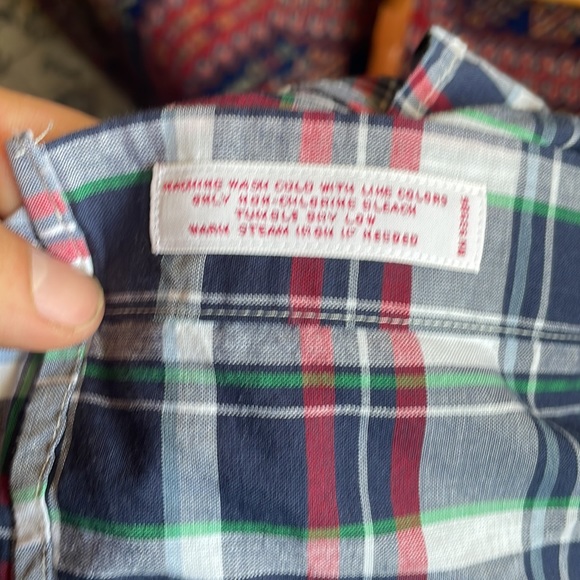 MACHINE WASH COLD WITH LIKE COLORS
ONLY NON-CHLORINE BLEACH
TUMBLE DRY LOW
WARM STEAM IRON IF NEEDED